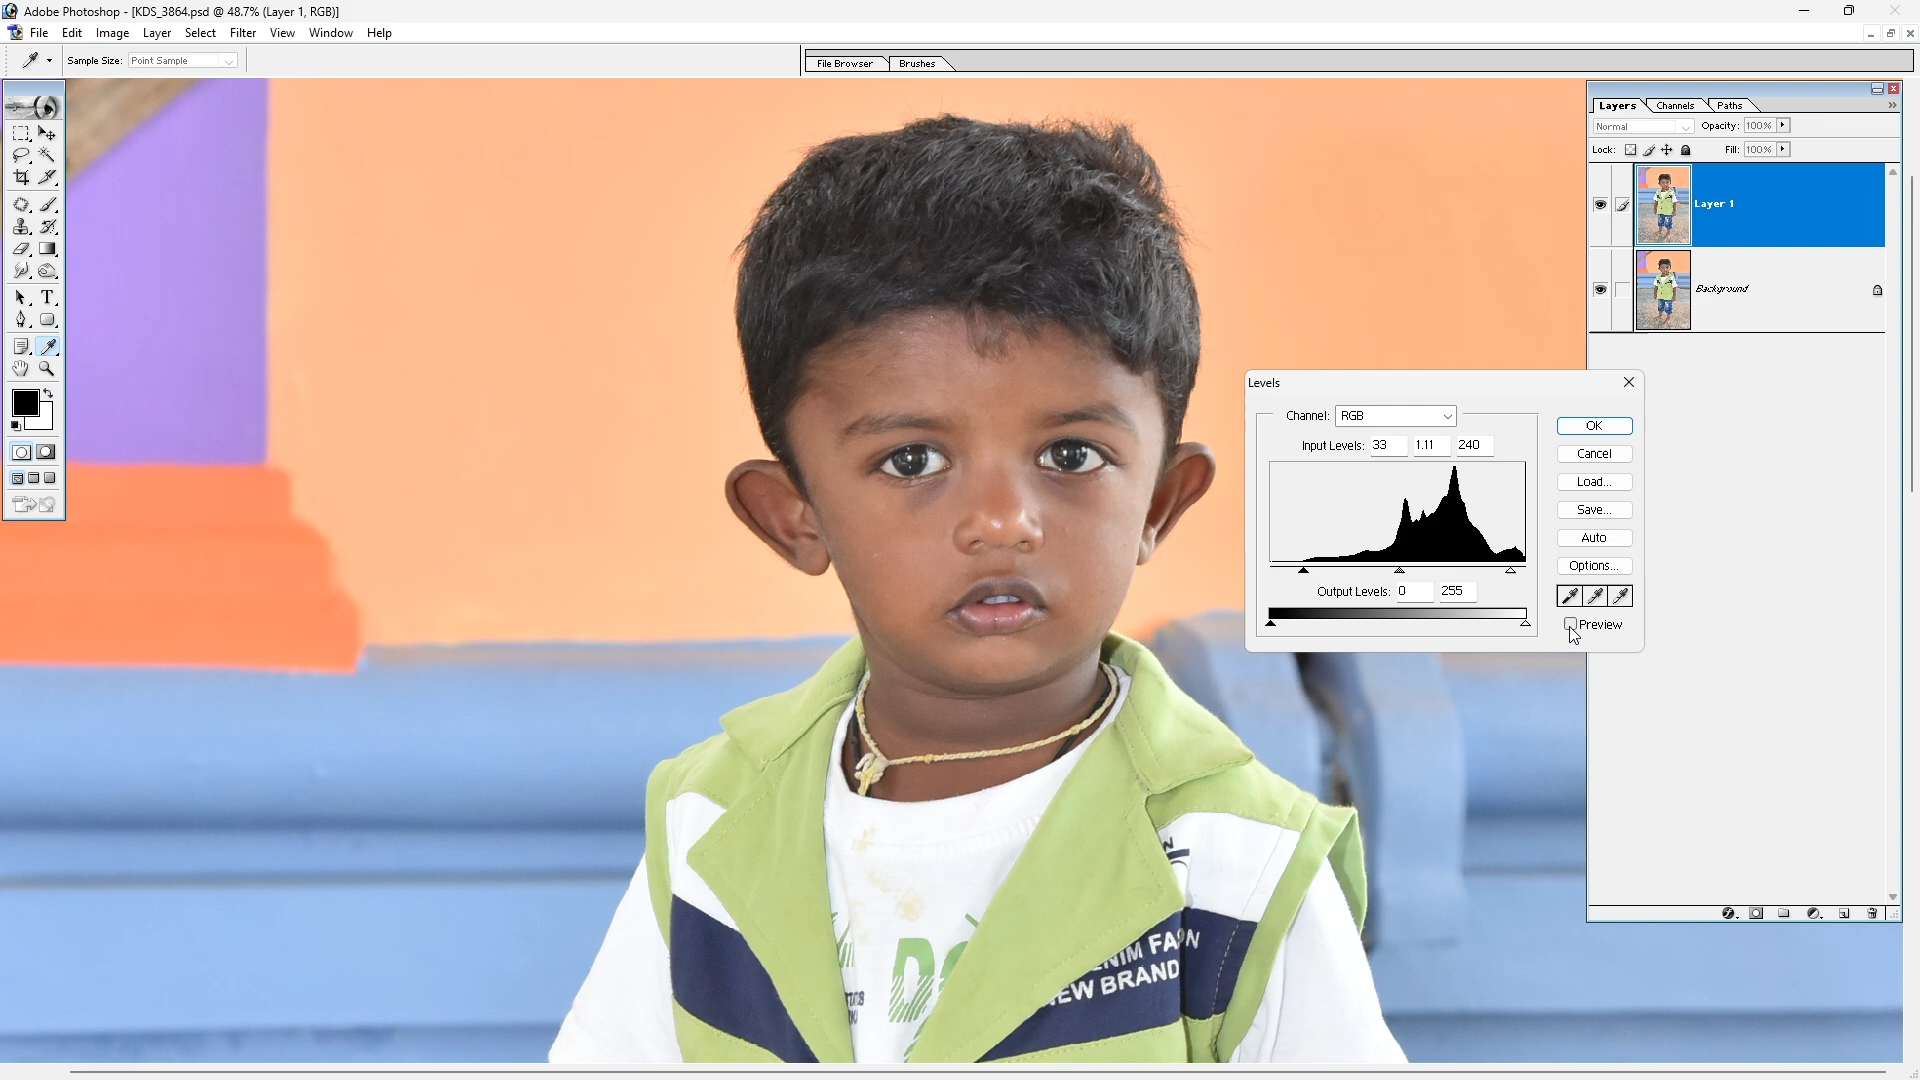 Adobe Photoshop - [KDS_3864.psd @ 48.7% (Layer 1, RGB)]
File Edit Image Layer Select Filter View Window Help
Sample Size: Point Sample
File Browser Brushes
Layers Channels Paths
Normal Opacity: 100%
Lock: Fill: 100%
Layer 1
Background
Levels
Channel: RGB
Input Levels: 33 1.11 240
Output Levels: 0 255
OK
Cancel
Load...
Save...
Auto
Options...
Preview
NEW BRAND